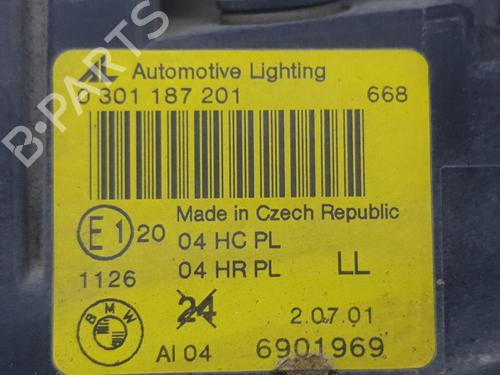 B-PARTS
Automotive Lighting
0 301 187 201 668
Made in Czech Republic
E1 20 04 HC PL
1126 04 HR PL LL
24 2.07.01
BMW
AI 04 6901969